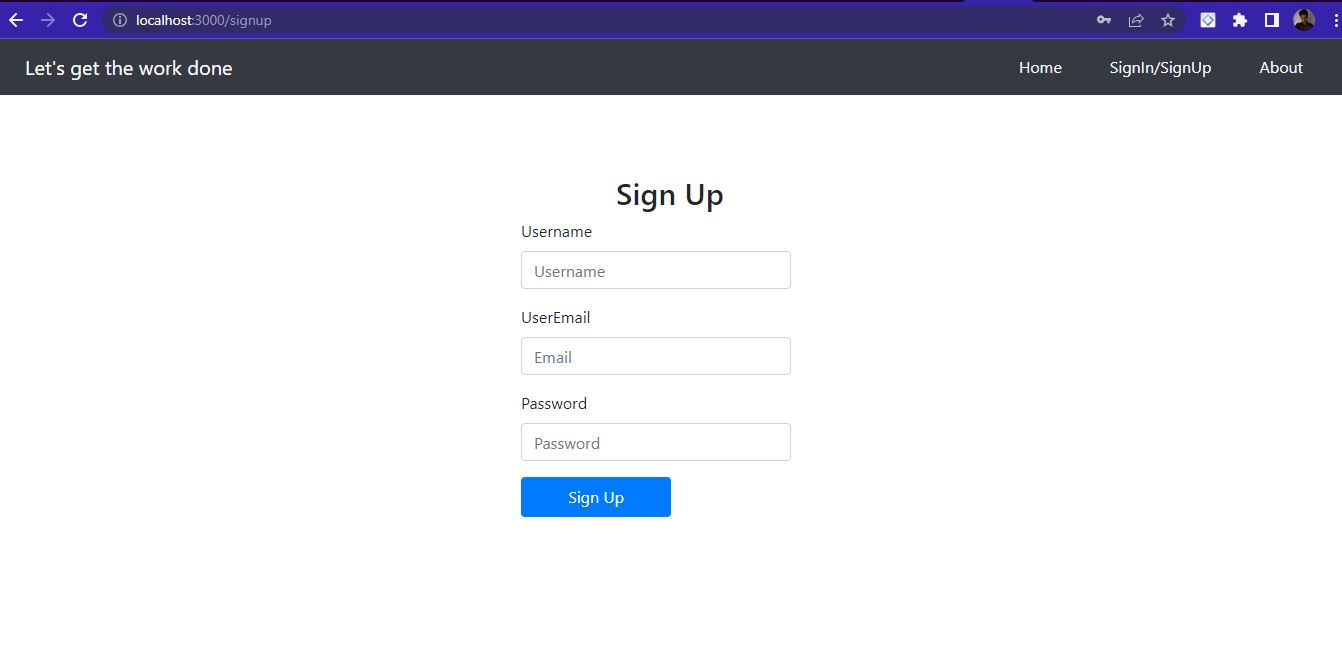 localhost:3000/signup
Let's get the work done
Home SignIn/SignUp About
Sign Up
Username
Username
UserEmail
Email
Password
Password
Sign Up